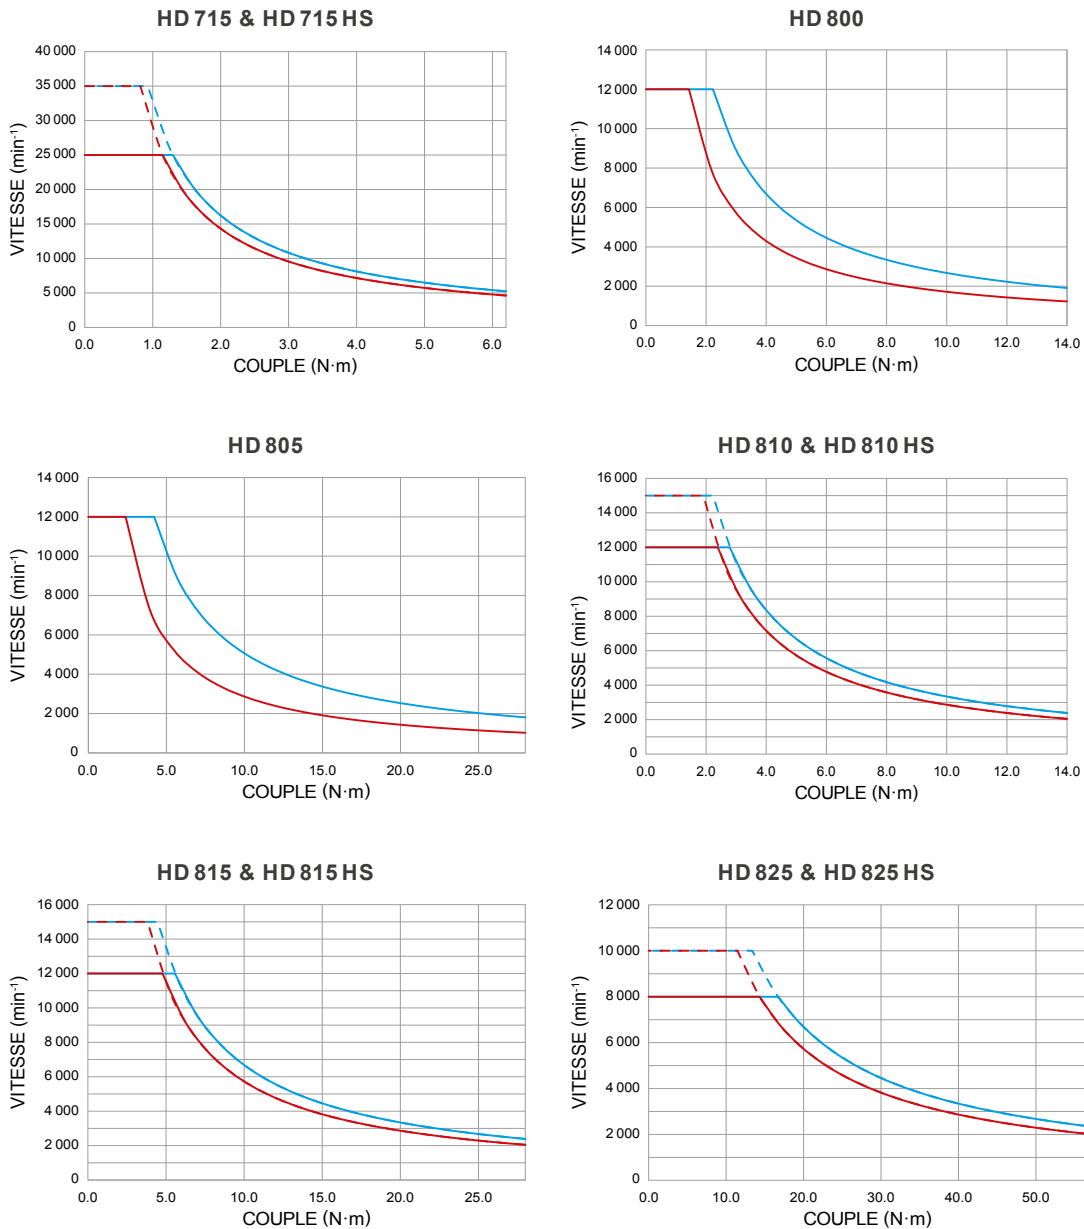 HD 715 & HD 715 HS
40 000
35 000
30 000
25 000
20 000
15 000
10 000
5 000
0
VITESSE (min⁻¹)
0.0 1.0 2.0 3.0 4.0 5.0 6.0
COUPLE (N·m)
HD 800
14 000
12 000
10 000
8 000
6 000
4 000
2 000
0
VITESSE (min⁻¹)
0.0 2.0 4.0 6.0 8.0 10.0 12.0 14.0
COUPLE (N·m)
HD 805
14 000
12 000
10 000
8 000
6 000
4 000
2 000
0
VITESSE (min⁻¹)
0.0 5.0 10.0 15.0 20.0 25.0
COUPLE (N·m)
HD 810 & HD 810 HS
16 000
14 000
12 000
10 000
8 000
6 000
4 000
2 000
0
VITESSE (min⁻¹)
0.0 2.0 4.0 6.0 8.0 10.0 12.0 14.0
COUPLE (N·m)
HD 815 & HD 815 HS
16 000
14 000
12 000
10 000
8 000
6 000
4 000
2 000
0
VITESSE (min⁻¹)
0.0 5.0 10.0 15.0 20.0 25.0
COUPLE (N·m)
HD 825 & HD 825 HS
12 000
10 000
8 000
6 000
4 000
2 000
0
VITESSE (min⁻¹)
0.0 10.0 20.0 30.0 40.0 50.0
COUPLE (N·m)